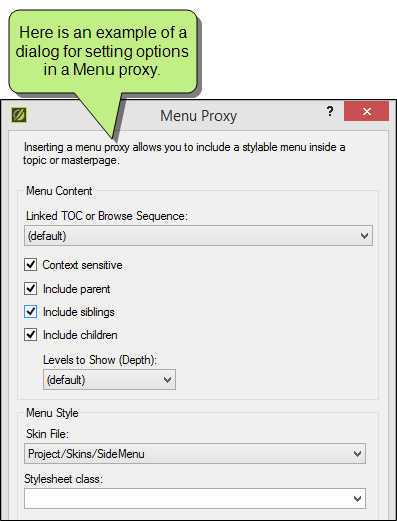 Here is an example of a
dialog for setting options
in a Menu proxy.
Menu Proxy
?
Inserting a menu proxy allows you to include a stylable menu inside a
topic or masterpage.
Menu Content
Linked TOC or Browse Sequence:
(default)
Context sensitive
Include parent
Include siblings
Include children
Levels to Show (Depth):
(default)
Menu Style
Skin File:
Project/Skins/SideMenu
Stylesheet class: